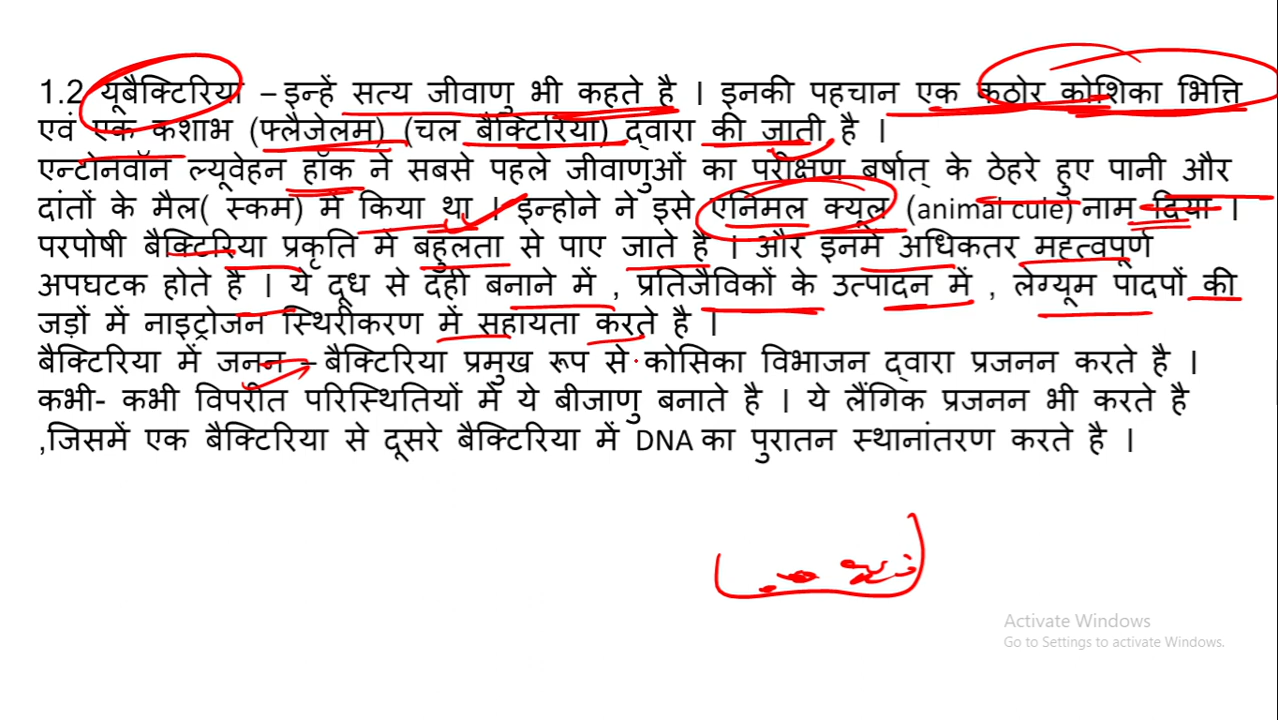 1.2 यूबैक्टिरिया – इन्हें सत्य जीवाणु भी कहते है । इनकी पहचान एक कठोर कोशिका भित्ति
एवं एक कशाभ (फ्लैजेलम) (चल बैक्टिरिया) द्वारा की जाती है ।
एन्टोनवॉन ल्यूवेहन हॉक ने सबसे पहले जीवाणुओं का परीक्षण बर्षात् के ठेहरे हुए पानी और
दांतों के मैल( स्कम) में किया था । इन्होने ने इसे एनिमल क्यूल (animal cule) नाम दिया ।
परपोषी बैक्टिरिया प्रकृति में बहुलता से पाए जाते है । और इनमें अधिकतर मह्त्वपूर्ण
अपघटक होते है । ये दूध से दही बनाने में , प्रतिजैविकों के उत्पादन में , लेग्यूम पादपों की
जड़ों में नाइट्रोजन स्थिरीकरण में सहायता करते है ।
बैक्टिरिया में जनन – बैक्टिरिया प्रमुख रूप से कोसिका विभाजन द्वारा प्रजनन करते है ।
कभी- कभी विपरीत परिस्थितियों में ये बीजाणु बनाते है । ये लैंगिक प्रजनन भी करते है
,जिसमें एक बैक्टिरिया से दूसरे बैक्टिरिया में DNA का पुरातन स्थानांतरण करते है ।
Activate Windows
Go to Settings to activate Windows.